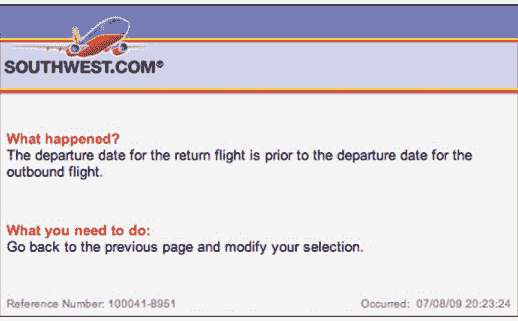 SOUTHWEST.COM®
What happened?
The departure date for the return flight is prior to the departure date for the
outbound flight.
What you need to do:
Go back to the previous page and modify your selection.
Reference Number: 100041-8951 Occurred: 07/08/09 20:23:24